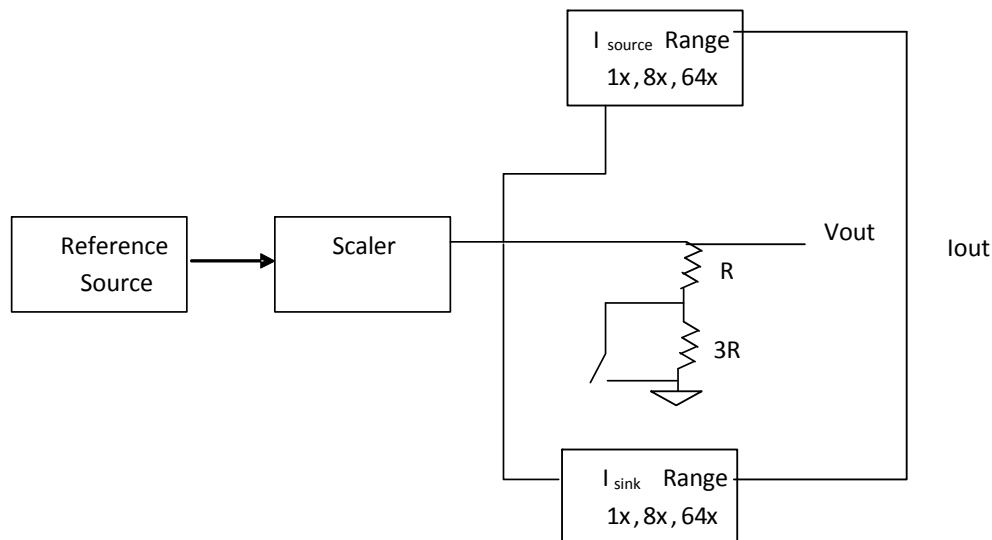 I source Range
1x, 8x, 64x
Reference
Source
Scaler
Vout
Iout
R
3R
I sink Range
1x, 8x, 64x